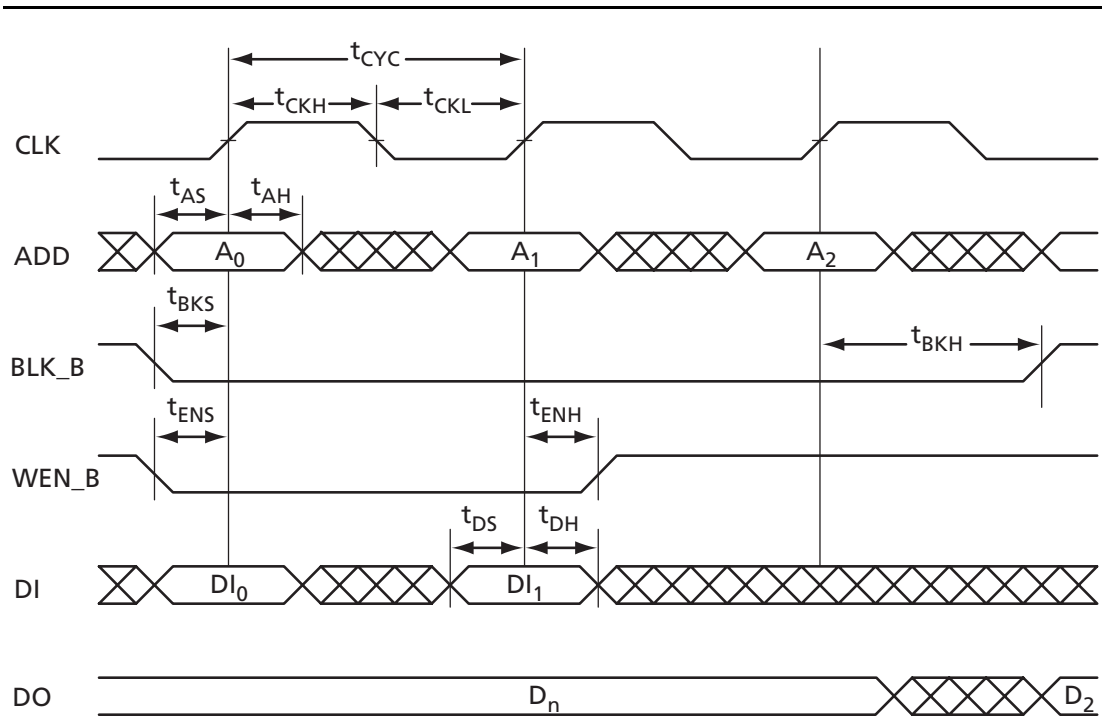 tCYC
tCKH tCKL
CLK
tAS tAH
ADD A0 A1 A2
tBKS
BLK_B tBKH
tENS tENH
WEN_B
tDS tDH
DI DI0 DI1
DO Dn D2